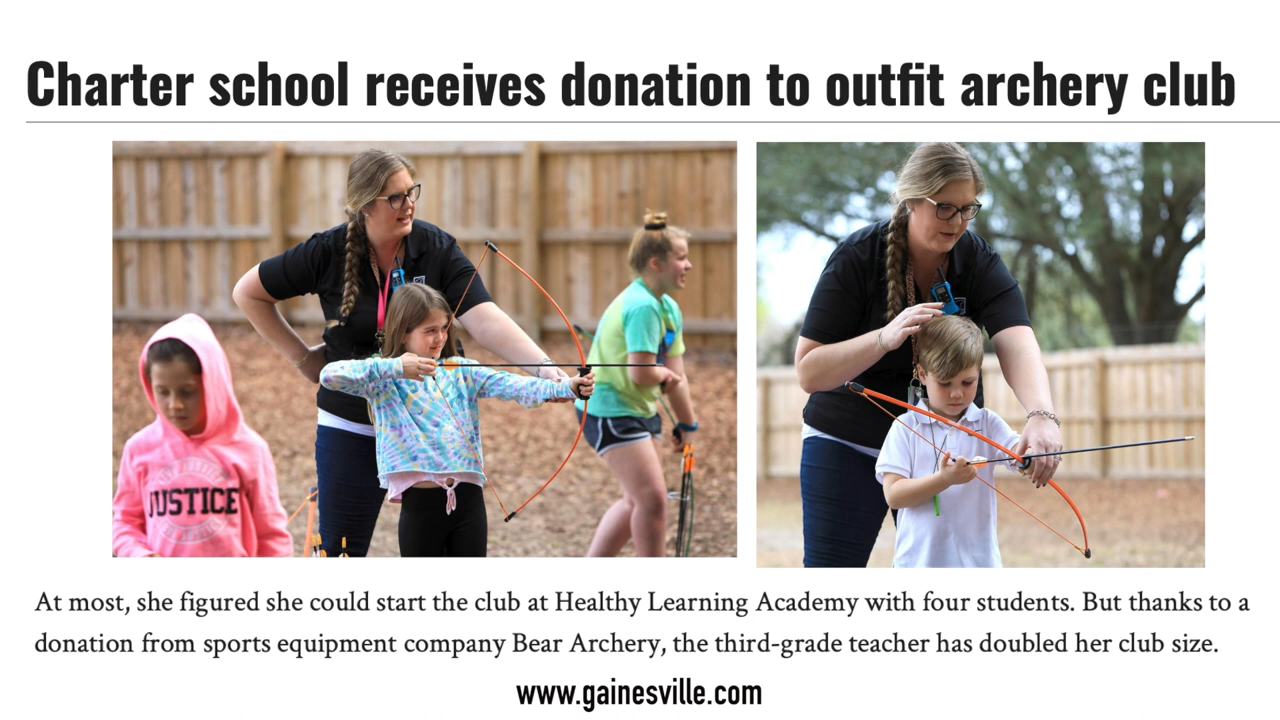 Charter school receives donation to outfit archery club
JUSTICE
At most, she figured she could start the club at Healthy Learning Academy with four students. But thanks to a
donation from sports equipment company Bear Archery, the third-grade teacher has doubled her club size.
www.gainesville.com